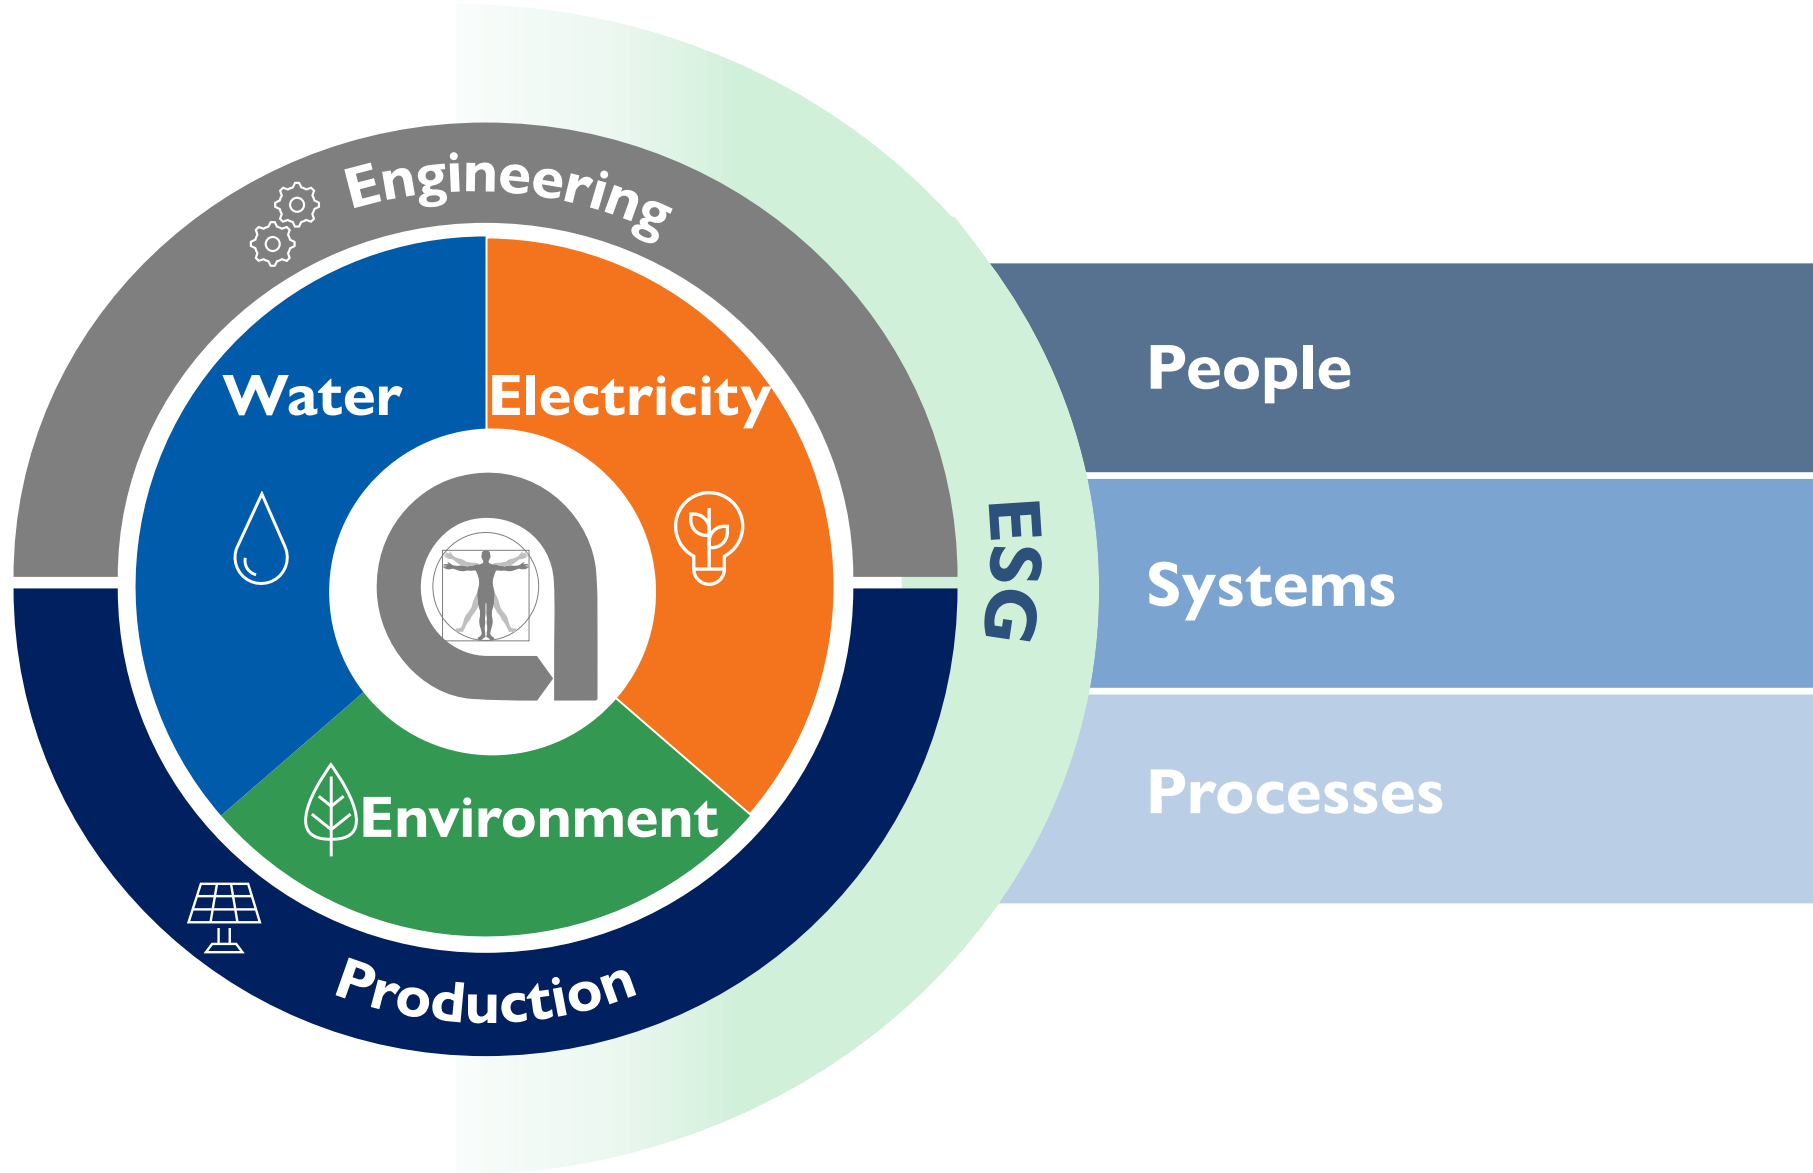 Engineering
Water
Electricity
Environment
Production
ESG
People
Systems
Processes